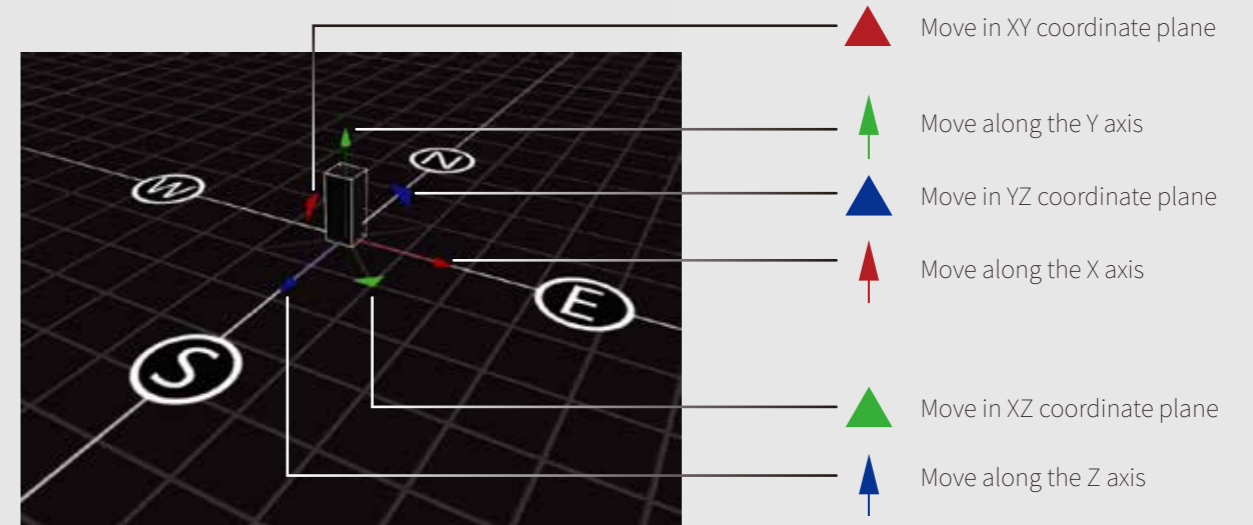 Move in XY coordinate plane
Move along the Y axis
N
W
Move in YZ coordinate plane
Move along the X axis
E
S
Move in XZ coordinate plane
Move along the Z axis